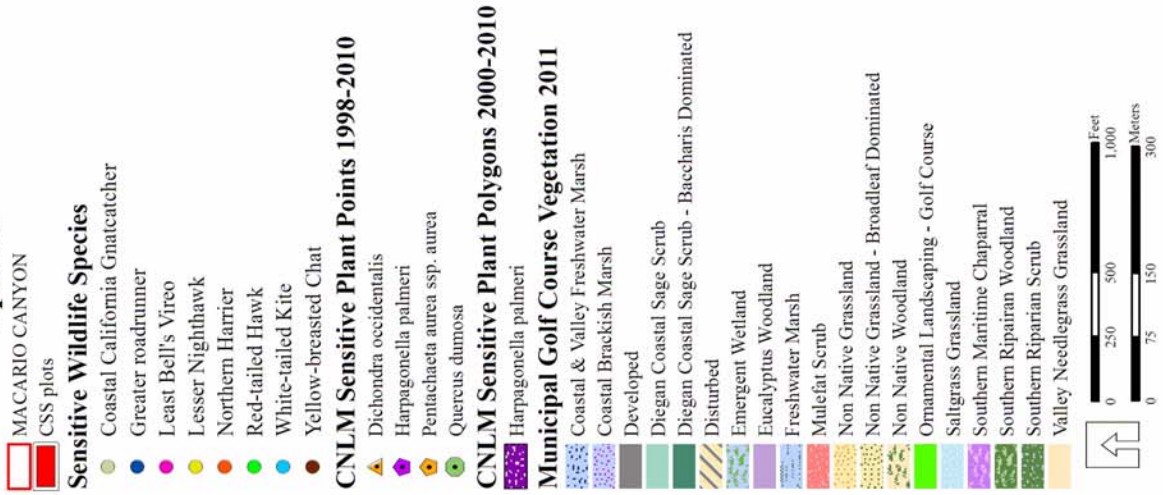 MACARIO CANYON
CSS plots
Sensitive Wildlife Species
Coastal California Gnatcatcher
Greater roadrunner
Least Bell's Vireo
Lesser Nighthawk
Northern Harrier
Red-tailed Hawk
White-tailed Kite
Yellow-breasted Chat
CNLM Sensitive Plant Points 1998-2010
Dichondra occidentalis
Harpagonella palmeri
Pentachaeta aurea ssp. aurea
Quercus dumosa
CNLM Sensitive Plant Polygons 2000-2010
Harpagonella palmeri
Municipal Golf Course Vegetation 2011
Coastal & Valley Freshwater Marsh
Coastal Brackish Marsh
Developed
Diegan Coastal Sage Scrub
Diegan Coastal Sage Scrub - Baccharis Dominated
Disturbed
Emergent Wetland
Eucalyptus Woodland
Freshwater Marsh
Mulefat Scrub
Non Native Grassland
Non Native Grassland - Broadleaf Dominated
Non Native Woodland
Ornamental Landscaping - Golf Course
Saltgrass Grassland
Southern Maritime Chaparral
Southern Ripairian Woodland
Southern Riparian Scrub
Valley Needlegrass Grassland
Feet
0 250 500 1,000
Meters
0 75 150 300